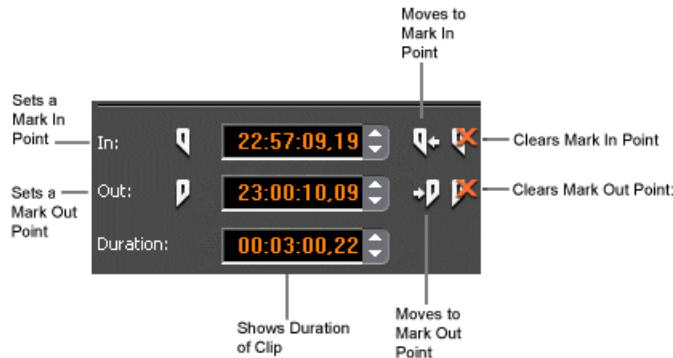 Moves to
Mark In
Point
Sets a
Mark In
Point
In:
22:57:09,19
Clears Mark In Point
Sets a
Mark Out
Point
Out:
23:00:10,09
Clears Mark Out Point:
Duration:
00:03:00,22
Shows Duration
of Clip
Moves to
Mark Out
Point